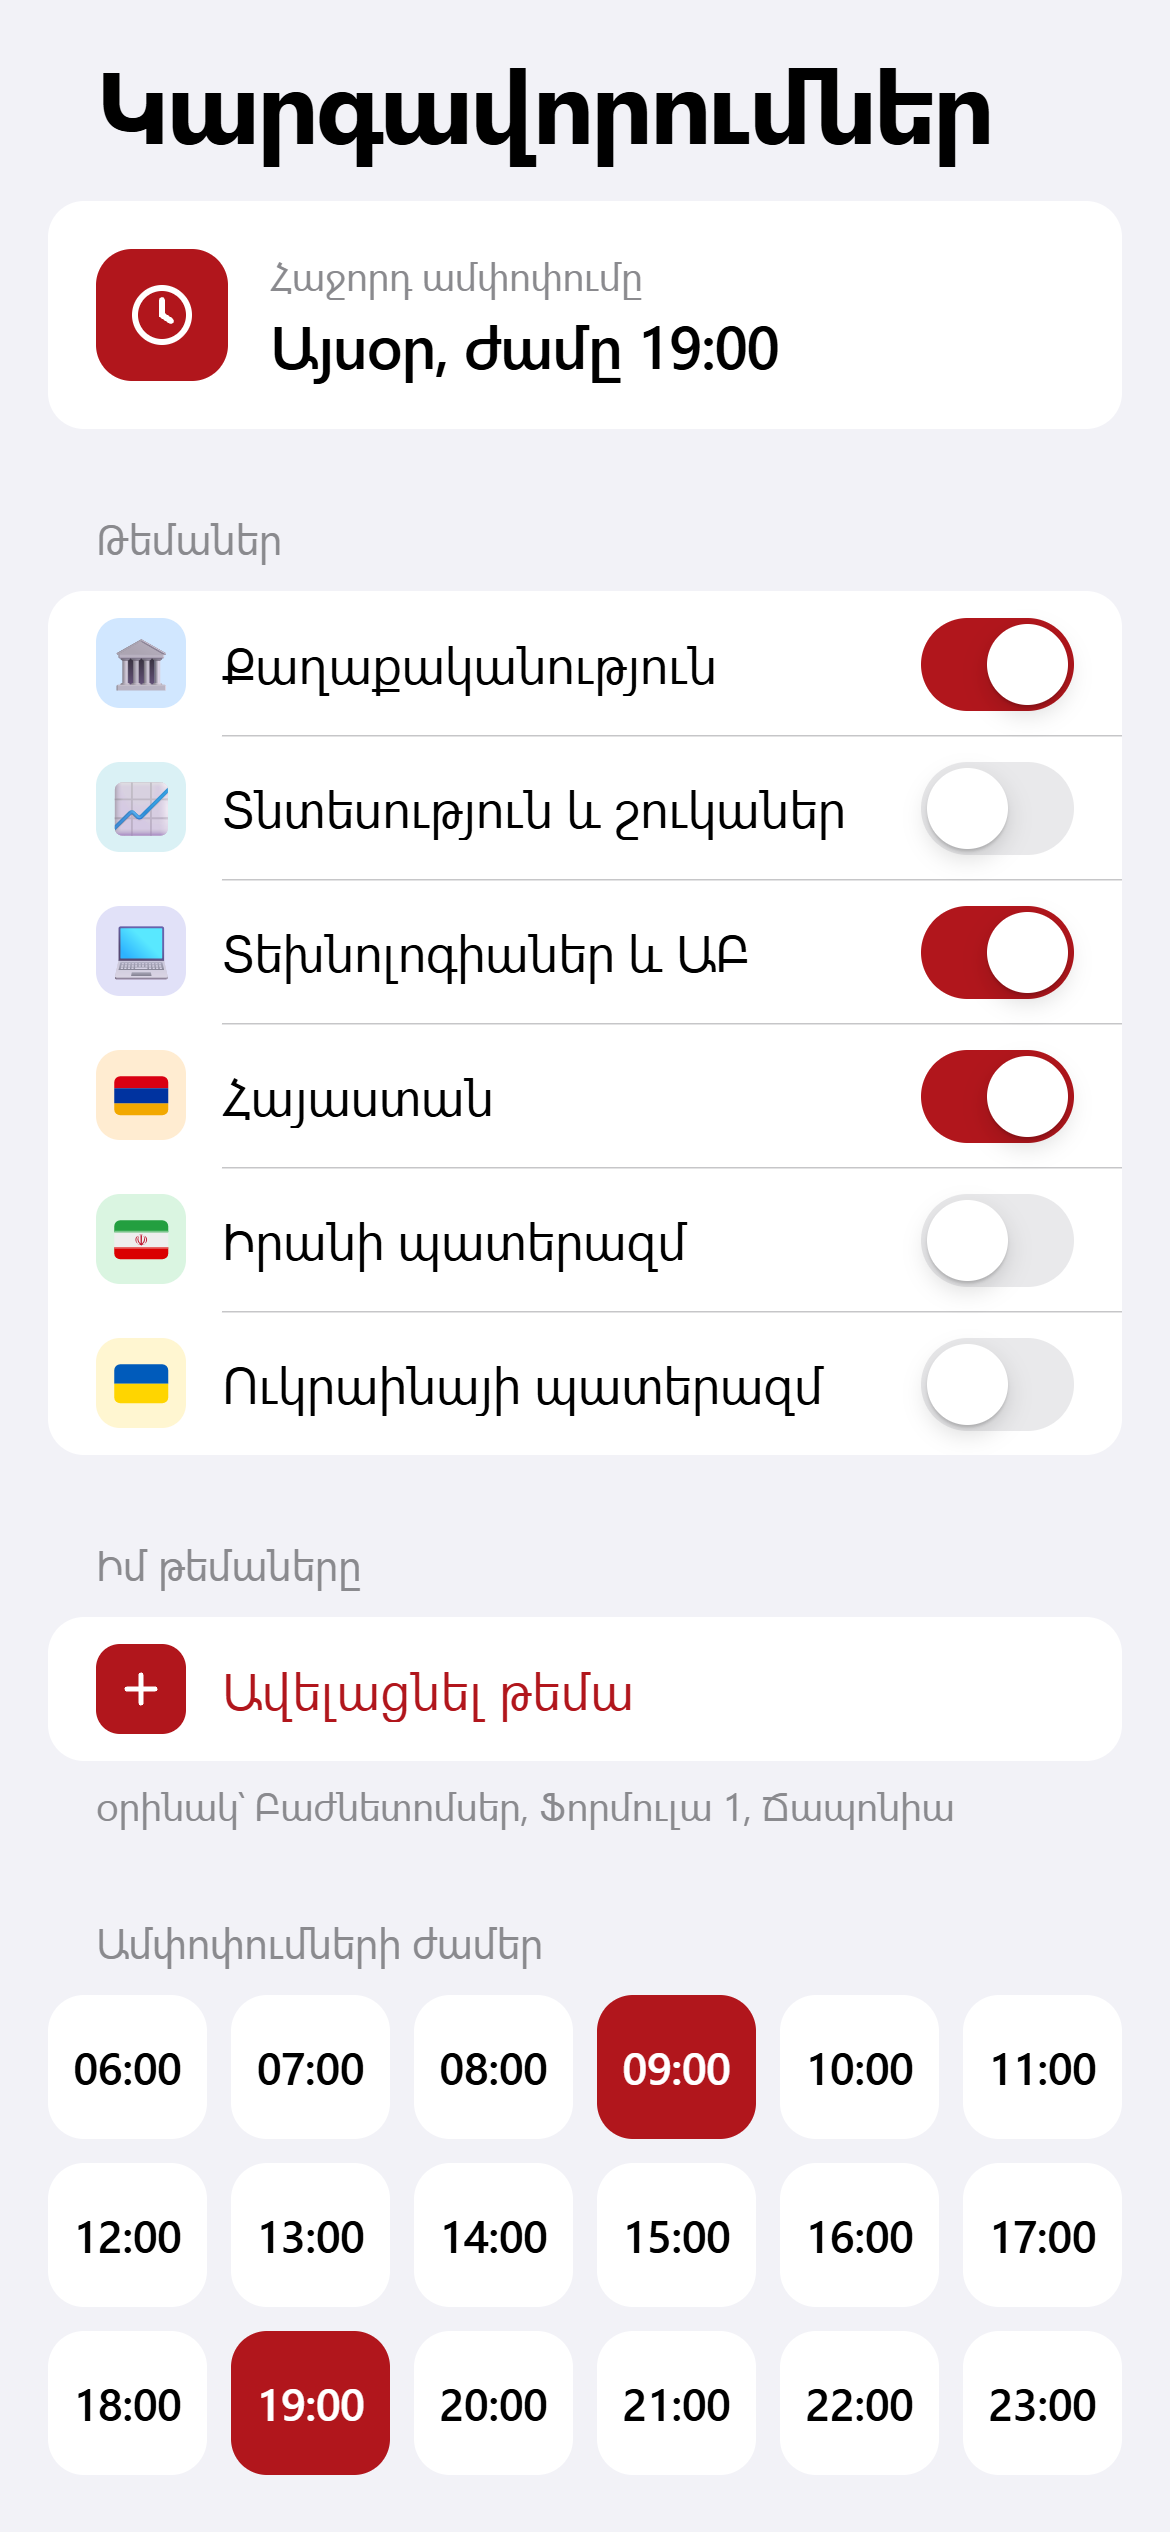 Կարգավորումներ
Հաջորդ ամփոփումը
Այսօր, ժամը 19:00
Թեմաներ
Քաղաքականություն
Տնտեսություն և շուկաներ
Տեխնոլոգիաներ և ԱԲ
Հայաստան
Իրանի պատերազմ
Ուկրաինայի պատերազմ
Իմ թեմաները
Ավելացնել թեմա
օրինակ՝ Բաժնետոմսեր, Ֆորմուլա 1, Ճապոնիա
Ամփոփումների ժամեր
06:00 07:00 08:00 09:00 10:00 11:00
12:00 13:00 14:00 15:00 16:00 17:00
18:00 19:00 20:00 21:00 22:00 23:00